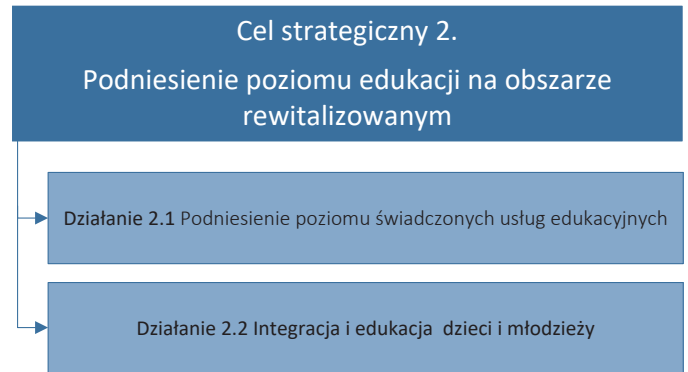 Cel strategiczny 2.
Podniesienie poziomu edukacji na obszarze
rewitalizowanym
Działanie 2.1 Podniesienie poziomu świadczonych usług edukacyjnych
Działanie 2.2 Integracja i edukacja  dzieci i młodzieży